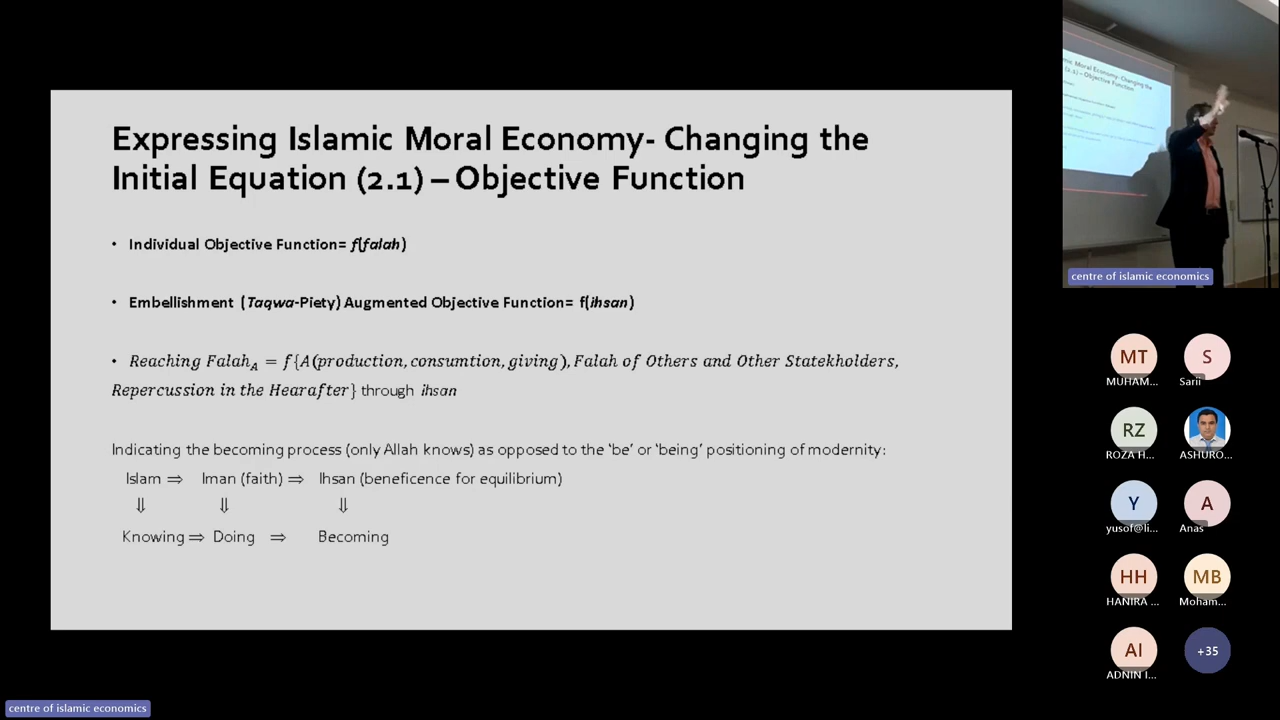 Expressing Islamic Moral Economy- Changing the
Initial Equation (2.1) – Objective Function
• Individual Objective Function= f(falah)
• Embellishment (Taqwa-Piety) Augmented Objective Function= f(ihsan)
• Reaching Falah_A = f{A(production, consumtion, giving), Falah of Others and Other Statekholders,
Repercussion in the Hearafter} through ihsan
Indicating the becoming process (only Allah knows) as opposed to the 'be' or 'being' positioning of modernity:
Islam ⇒ Iman (faith) ⇒ Ihsan (beneficence for equilibrium)
⇓ ⇓ ⇓
Knowing ⇒ Doing ⇒ Becoming
centre of islamic economics
MT
MUHAM...
S
Sarii
RZ
ROZA H...
ASHURO...
Y
yusof@li...
A
Anas
HH
HANIRA ...
MB
Moham...
AI
ADNIN I...
+35
centre of islamic economics